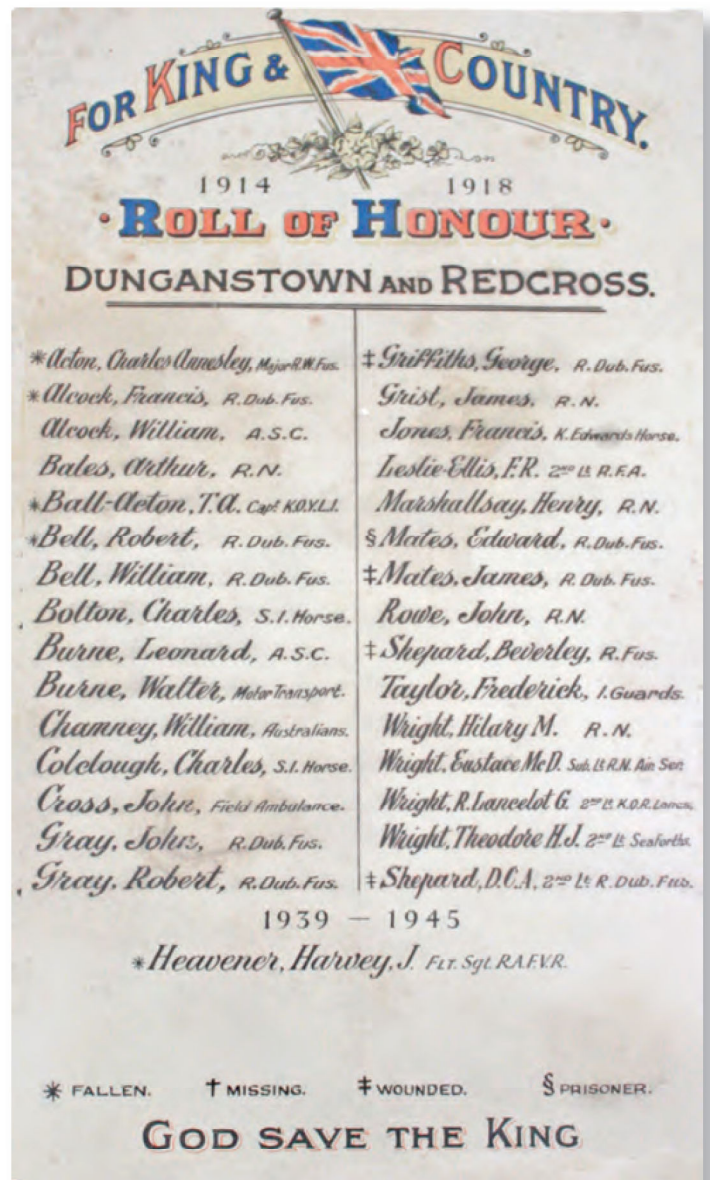 FOR KING & COUNTRY.
1914 1918
· ROLL OF HONOUR ·
DUNGANSTOWN AND REDCROSS.
* Acton, Charles Annesley, Major R.W.Fus.
* Alcock, Francis, R.Dub.Fus.
Alcock, William, A.S.C.
Bales, Arthur, R.N.
* Ball-Acton, T.A. Capt. K.O.Y.L.I.
* Bell, Robert, R.Dub.Fus.
Bell, William, R.Dub.Fus.
Bolton, Charles, S.I.Horse.
Burne, Leonard, A.S.C.
Burne, Walter, Motor Transport.
Chamney, William, Australians.
Colclough, Charles, S.I.Horse.
Cross, John, Field Ambulance.
Gray, John, R.Dub.Fus.
Gray, Robert, R.Dub.Fus.
‡ Griffiths, George, R.Dub.Fus.
Grist, James, R.N.
Jones, Francis, K.Edwards Horse.
Leslie-Ellis, F.R. 2ND Lt R.F.A.
Marshallsay, Henry, R.N.
§ Mates, Edward, R.Dub.Fus.
‡ Mates, James, R.Dub.Fus.
Rowe, John, R.N.
‡ Shepard, Beverley, R.Fus.
Taylor, Frederick, I.Guards.
Wright, Hilary M. R.N.
Wright, Eustace McD. Sub. Lt R.N. Air Ser.
Wright, R. Lancelot G. 2ND Lt K.O.R.Lancs.
Wright, Theodore H.J. 2ND Lt Seaforths.
‡ Shepard, D.C.A, 2ND Lt R.Dub.Fus.
1939 — 1945
* Heavener, Harvey, J. FLT. Sgt. R.A.F.V.R.
* FALLEN. † MISSING. ‡ WOUNDED. § PRISONER.
GOD SAVE THE KING